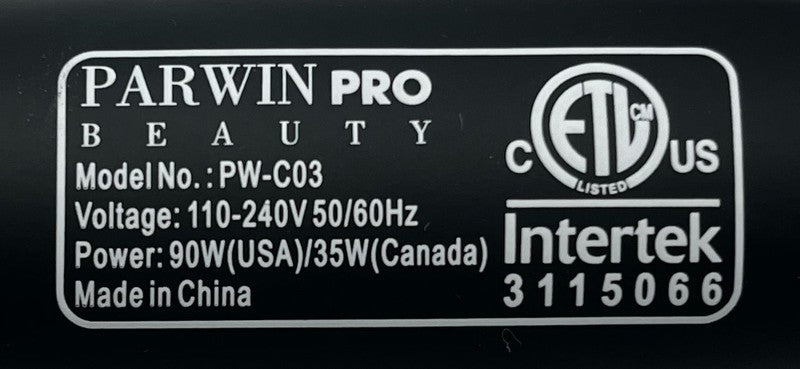 PARWIN PRO
BEAUTY
Model No.: PW-C03
Voltage: 110-240V 50/60Hz
Power: 90W(USA)/35W(Canada)
Made in China
ETL CM
C US
LISTED
Intertek
3115066